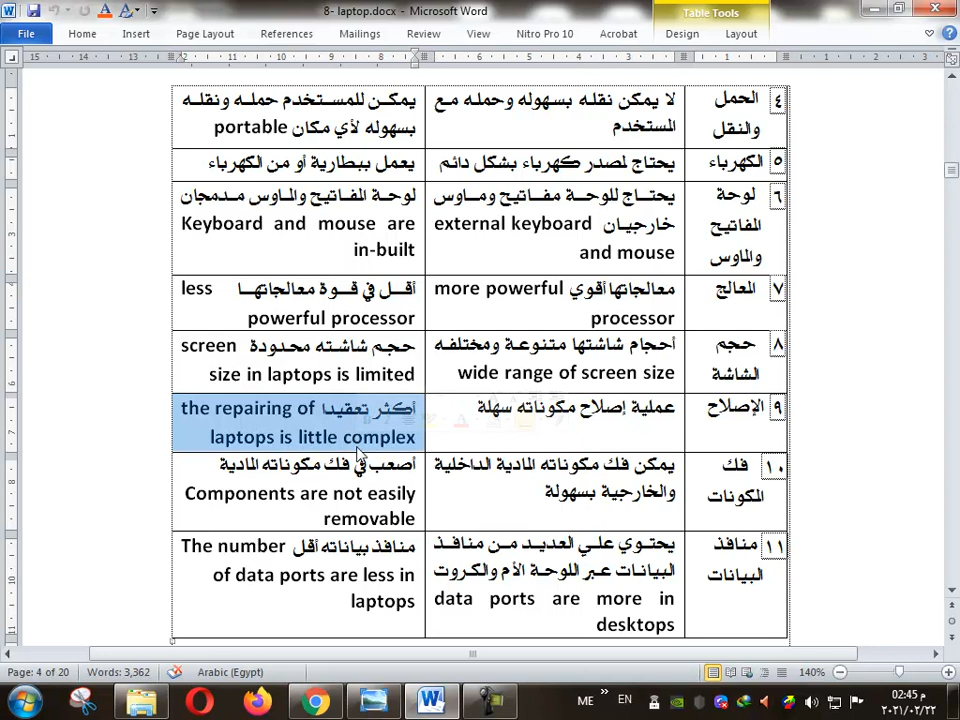 8- laptop.docx - Microsoft Word
Table Tools
File Home Insert Page Layout References Mailings Review View Nitro Pro 10 Acrobat Design Layout
٤ الحمل والنقل
لا يمكن نقله بسهوله وحمله مع
المستخدم
يمكن للمستخدم حمله ونقله
بسهوله لأي مكان portable
٥ الكهرباء
يحتاج لمصدر كهرباء بشكل دائم
يعمل ببطارية أو من الكهرباء
٦ لوحة
المفاتيح
والماوس
يحتاج للوحة مفاتيح وماوس
خارجيان external keyboard
and mouse
لوحة المفاتيح والماوس مدمجان
Keyboard and mouse are
in-built
٧ المعالج
معالجاتها أقوي more powerful
processor
أقل في قوة معالجاتها less
powerful processor
٨ حجم
الشاشة
أحجام شاشتها متنوعة ومختلفه
wide range of screen size
حجم شاشته محدودة screen
size in laptops is limited
٩ الإصلاح
عملية إصلاح مكوناته سهلة
أكثر تعقيدا the repairing of
laptops is little complex
١٠ فك
المكونات
يمكن فك مكوناته المادية الداخلية
والخارجية بسهولة
أصعب في فك مكوناته المادية
Components are not easily
removable
١١ منافذ
البيانات
يحتوي علي العديد من منافذ
البيانات عبر اللوحة الأم والكروت
data ports are more in
desktops
منافذ بياناته أقل The number
of data ports are less in
laptops
Page: 4 of 20 Words: 3,362 Arabic (Egypt) 140%
ME EN
02:45 م
٢٠٢١/٠٢/٢٢